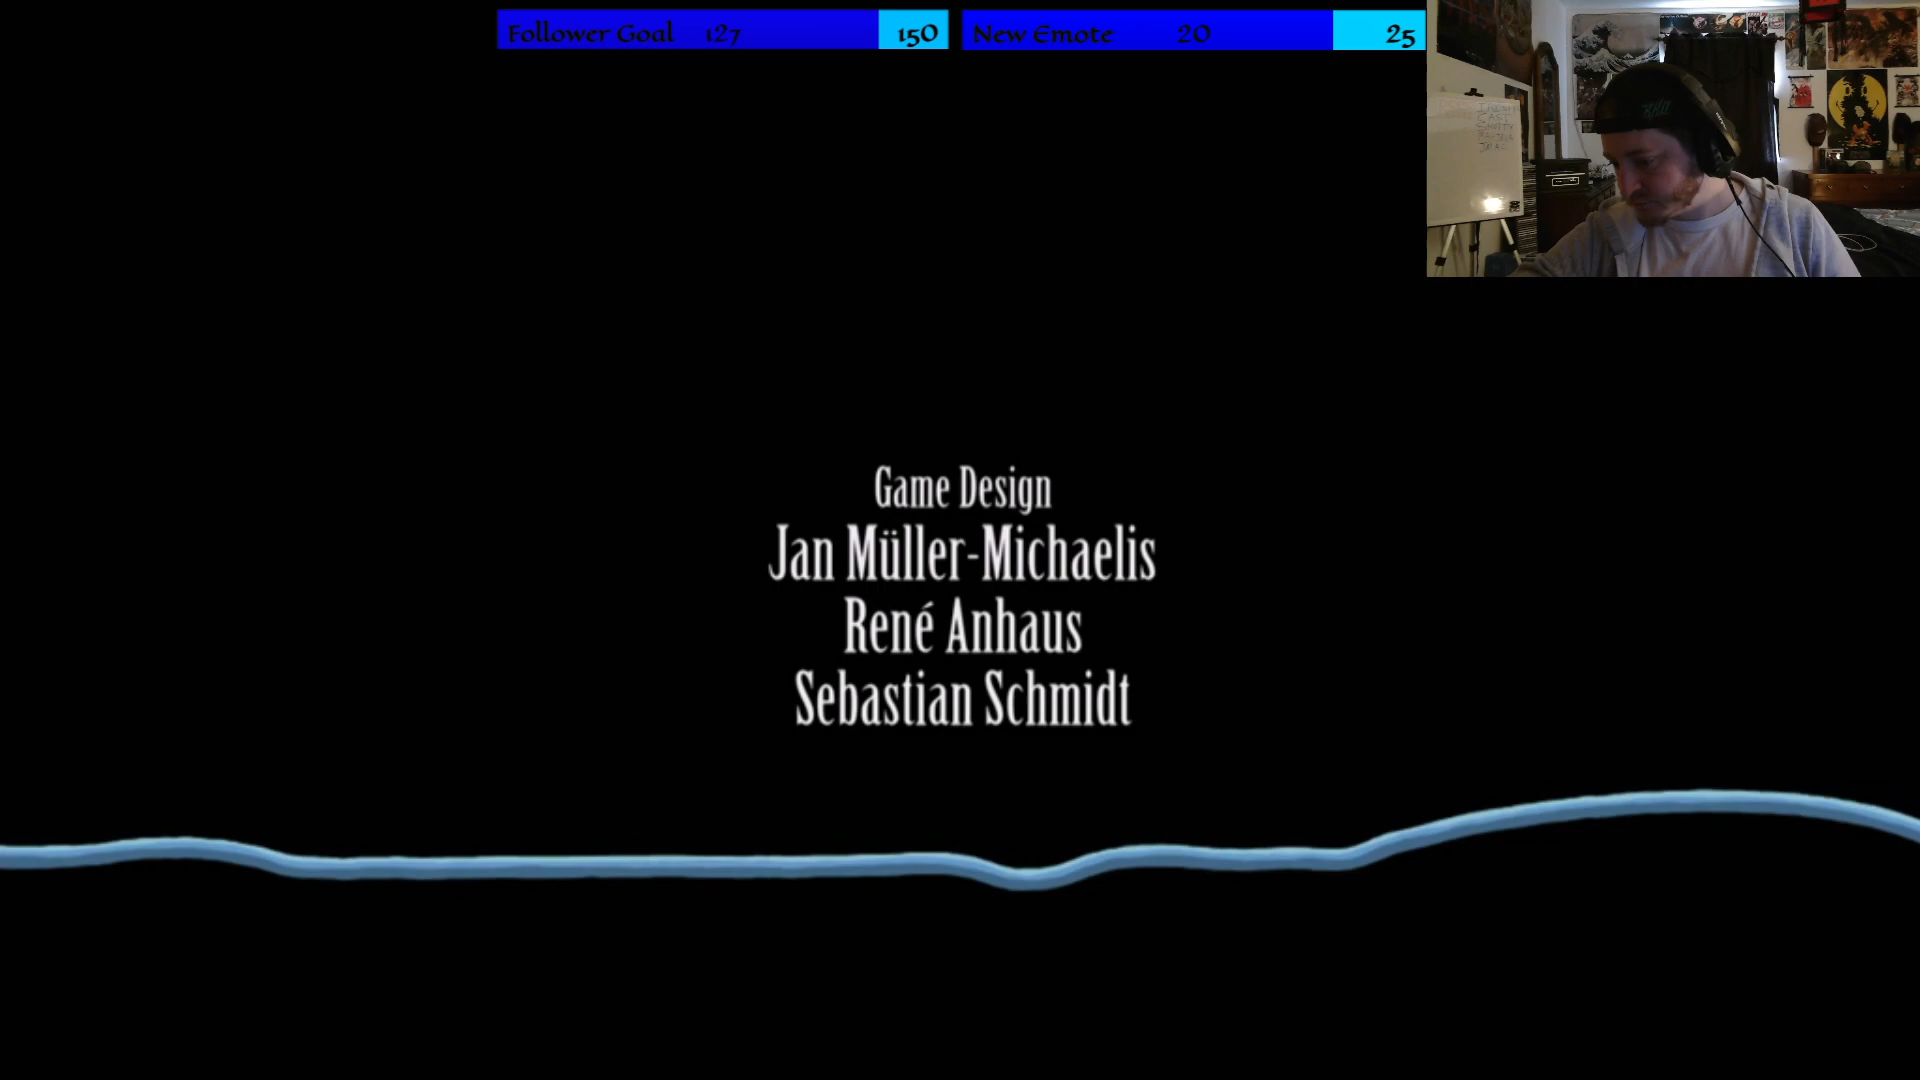 Follower Goal 127 150
New Emote 20 25
Game Design
Jan Müller-Michaelis
René Anhaus
Sebastian Schmidt